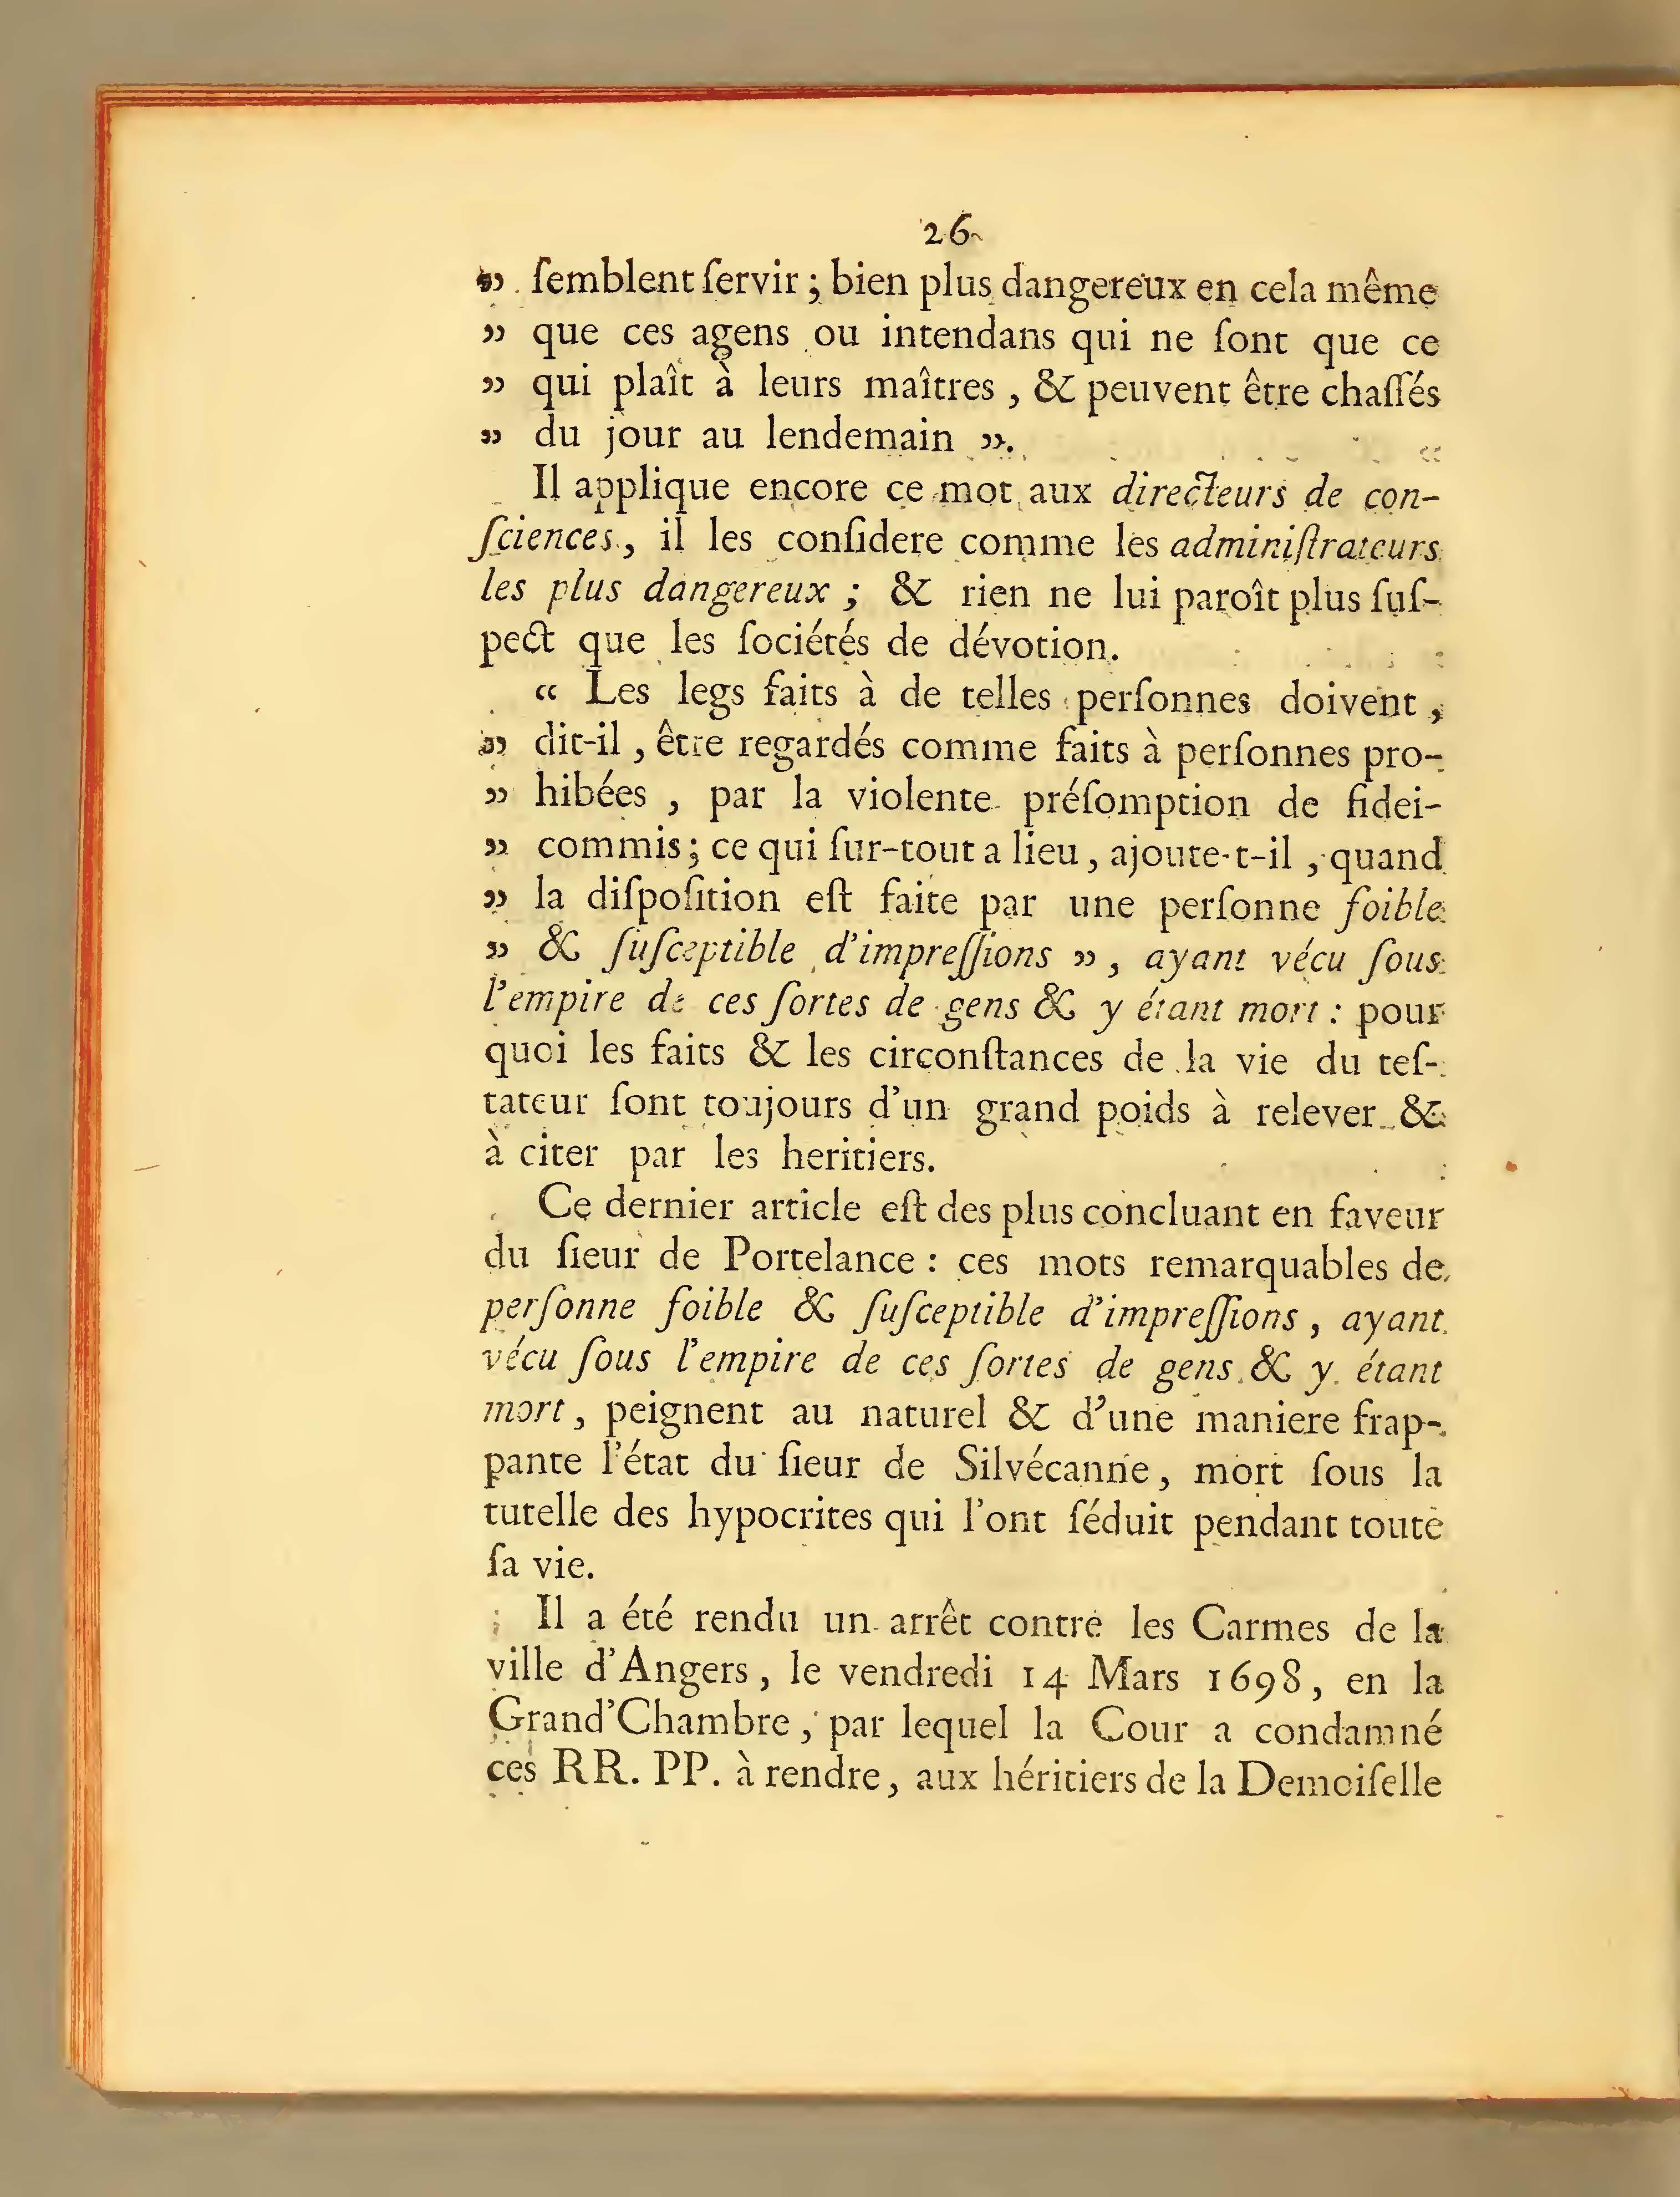 26
» ſemblent ſervir ; bien plus dangereux en cela même
» que ces agens ou intendans qui ne ſont que ce
» qui plaît à leurs maîtres , & peuvent être chaſſés
» du jour au lendemain ».
Il applique encore ce mot aux directeurs de con-
ſciences, il les conſidere comme les adminiſtrateurs
les plus dangereux ; & rien ne lui paroît plus ſuſ-
pect que les ſociétés de dévotion.
« Les legs faits à de telles perſonnes doivent ,
» dit-il , être regardés comme faits à perſonnes pro-
» hibées , par la violente préſomption de fidei-
» commis ; ce qui ſur-tout a lieu , ajoute-t-il , quand
» la diſpoſition eſt faite par une perſonne foible
» & ſuſceptible d'impreſſions » , ayant vécu ſous
l'empire de ces ſortes de gens & y étant mort : pour
quoi les faits & les circonſtances de la vie du teſ-
tateur ſont toujours d'un grand poids à relever &
à citer par les heritiers.
Ce dernier article eſt des plus concluant en faveur
du ſieur de Portelance : ces mots remarquables de
perſonne foible & ſuſceptible d'impreſſions , ayant
vécu ſous l'empire de ces ſortes de gens & y étant
mort , peignent au naturel & d'une maniere frap-
pante l'état du ſieur de Silvécanne, mort ſous la
tutelle des hypocrites qui l'ont ſéduit pendant toute
ſa vie.
Il a été rendu un arrêt contre les Carmes de la
ville d'Angers , le vendredi 14 Mars 1698, en la
Grand'Chambre , par lequel la Cour a condamné
ces RR. PP. à rendre, aux héritiers de la Demoiſelle